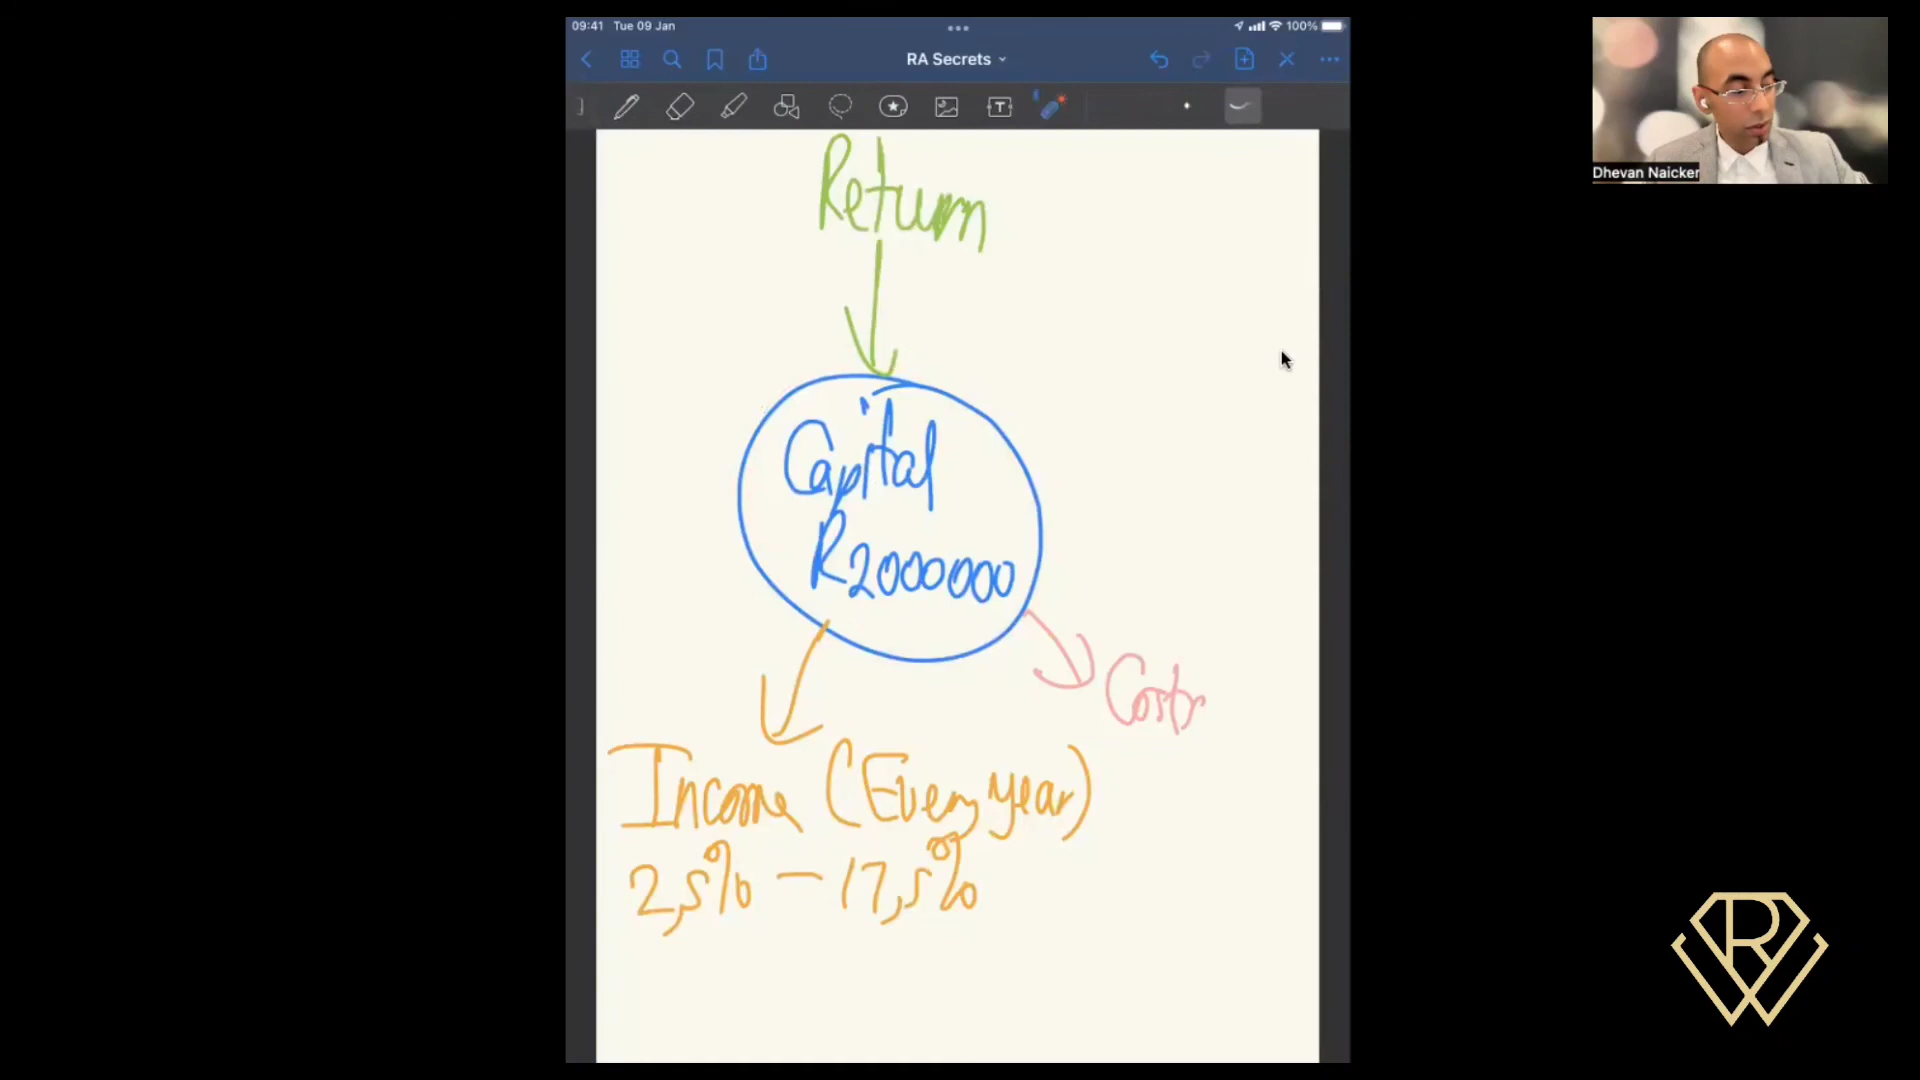 09:41 Tue 09 Jan
100%
RA Secrets
T
Return
Capital
R2000000
Costs
Income (Every year)
2,5% – 17,5%
Dhevan Naicker
RW